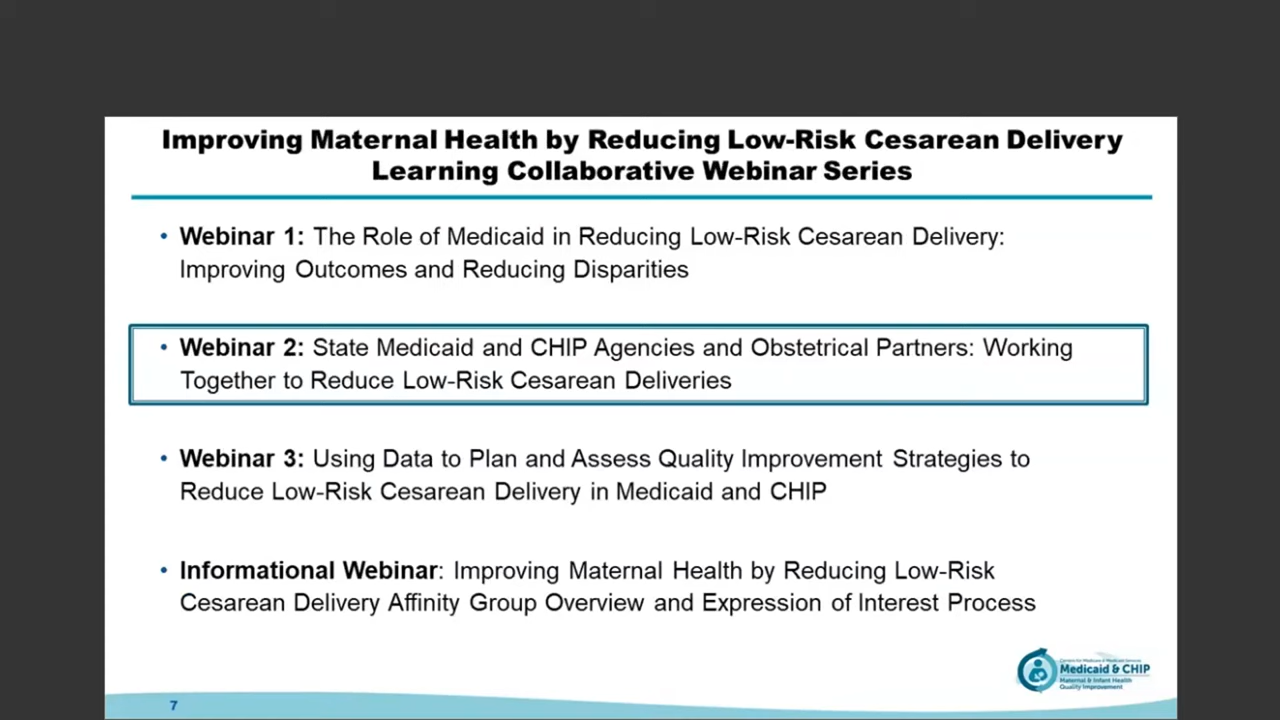 Improving Maternal Health by Reducing Low-Risk Cesarean Delivery
Learning Collaborative Webinar Series
• Webinar 1: The Role of Medicaid in Reducing Low-Risk Cesarean Delivery:
Improving Outcomes and Reducing Disparities
• Webinar 2: State Medicaid and CHIP Agencies and Obstetrical Partners: Working
Together to Reduce Low-Risk Cesarean Deliveries
• Webinar 3: Using Data to Plan and Assess Quality Improvement Strategies to
Reduce Low-Risk Cesarean Delivery in Medicaid and CHIP
• Informational Webinar: Improving Maternal Health by Reducing Low-Risk
Cesarean Delivery Affinity Group Overview and Expression of Interest Process
Centers for Medicare & Medicaid Services
Medicaid & CHIP
Maternal & Infant Health
Quality Improvement
7